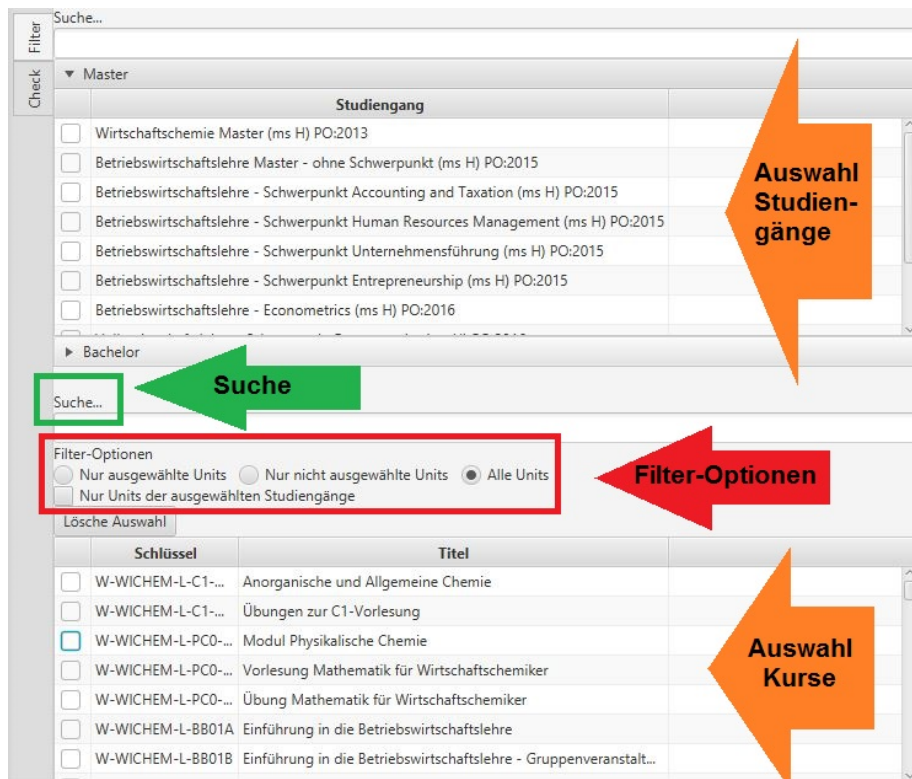 Filter
Check
Suche...
Master
Studiengang
Wirtschaftschemie Master (ms H) PO:2013
Betriebswirtschaftslehre Master - ohne Schwerpunkt (ms H) PO:2015
Betriebswirtschaftslehre - Schwerpunkt Accounting and Taxation (ms H) PO:2015
Betriebswirtschaftslehre - Schwerpunkt Human Resources Management (ms H) PO:2015
Betriebswirtschaftslehre - Schwerpunkt Unternehmensführung (ms H) PO:2015
Betriebswirtschaftslehre - Schwerpunkt Entrepreneurship (ms H) PO:2015
Betriebswirtschaftslehre - Econometrics (ms H) PO:2016
Auswahl
Studien-
gänge
Bachelor
Suche
Suche...
Filter-Optionen
Nur ausgewählte Units Nur nicht ausgewählte Units Alle Units
Nur Units der ausgewählten Studiengänge
Filter-Optionen
Lösche Auswahl
Schlüssel Titel
W-WICHEM-L-C1-... Anorganische und Allgemeine Chemie
W-WICHEM-L-C1-... Übungen zur C1-Vorlesung
W-WICHEM-L-PC0-... Modul Physikalische Chemie
W-WICHEM-L-PC0-... Vorlesung Mathematik für Wirtschaftschemiker
W-WICHEM-L-PC0-... Übung Mathematik für Wirtschaftschemiker
W-WICHEM-L-BB01A Einführung in die Betriebswirtschaftslehre
W-WICHEM-L-BB01B Einführung in die Betriebswirtschaftslehre - Gruppenveranstalt...
Auswahl
Kurse